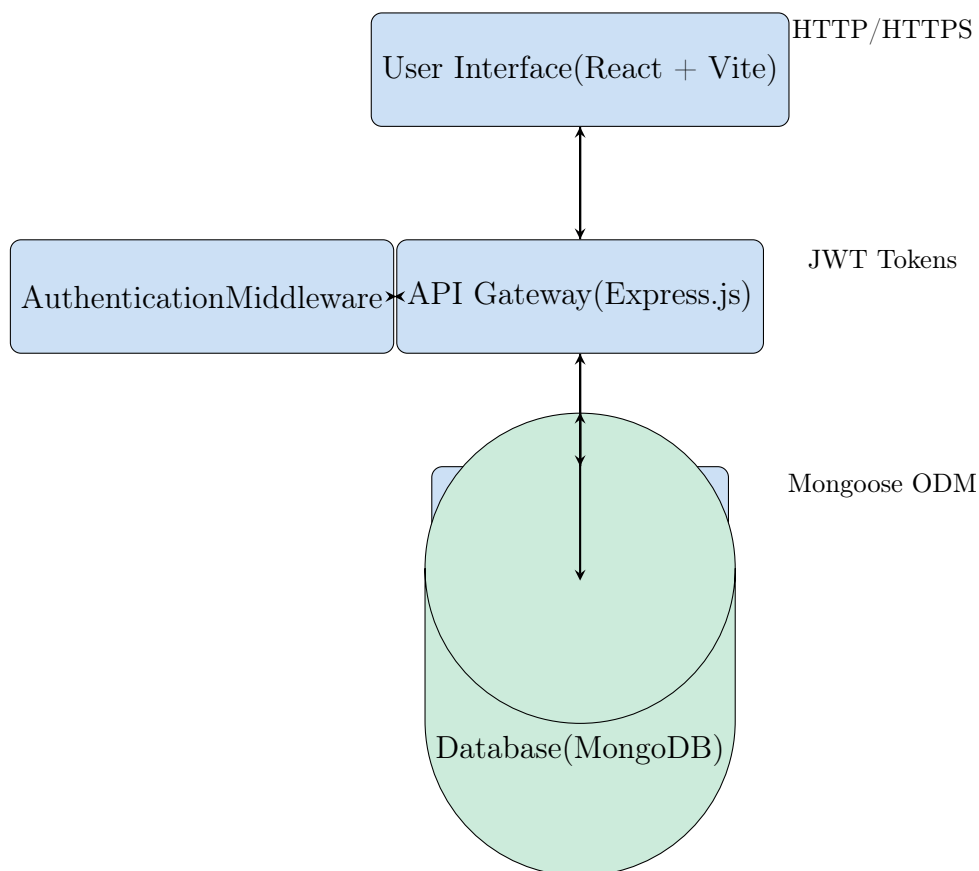 HTTP/HTTPS
User Interface(React + Vite)
JWT Tokens
AuthenticationMiddleware
API Gateway(Express.js)
Mongoose ODM
Database(MongoDB)